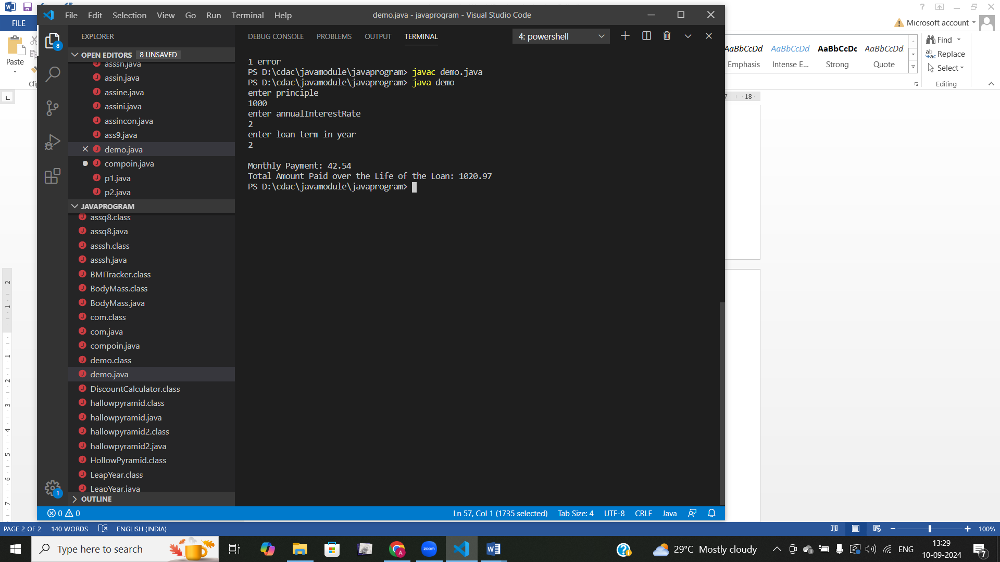 File Edit Selection View Go Run Terminal Help
demo.java - javaprogram - Visual Studio Code
FILE
Microsoft account
Paste
AaBbCcDd AaBbCcDd AaBbCcDc AaBbCcDd
Emphasis Intense E... Strong Quote
Find
Replace
Select
Editing
18
EXPLORER
OPEN EDITORS 8 UNSAVED
asssh.java
assin.java
assine.java
assini.java
assincon.java
ass9.java
demo.java
compoin.java
p1.java
p2.java
JAVAPROGRAM
assq8.class
assq8.java
asssh.class
asssh.java
BMITracker.class
BodyMass.class
BodyMass.java
com.class
com.java
compoin.java
demo.class
demo.java
DiscountCalculator.class
hallowpyramid.class
hallowpyramid.java
hallowpyramid2.class
hallowpyramid2.java
HollowPyramid.class
LeapYear.class
LeapYear.java
OUTLINE
DEBUG CONSOLE PROBLEMS OUTPUT TERMINAL
4: powershell
1 error
PS D:\cdac\javamodule\javaprogram> javac demo.java
PS D:\cdac\javamodule\javaprogram> java demo
enter principle
1000
enter annualInterestRate
2
enter loan term in year
2
Monthly Payment: 42.54
Total Amount Paid over the Life of the Loan: 1020.97
PS D:\cdac\javamodule\javaprogram>
0 0
Ln 57, Col 1 (1735 selected) Tab Size: 4 UTF-8 CRLF Java
PAGE 2 OF 2 140 WORDS ENGLISH (INDIA)
100%
Type here to search
zoom
29°C Mostly cloudy
ENG
13:29
10-09-2024
7